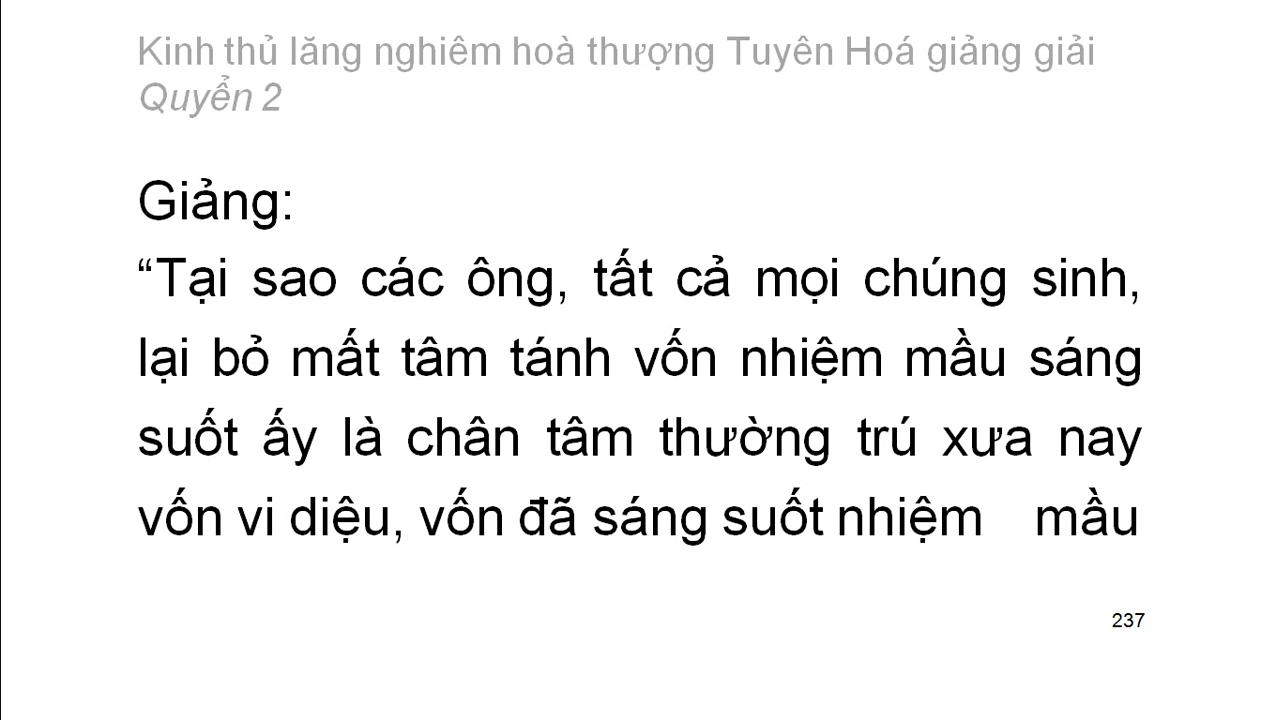 Kinh thủ lăng nghiêm hoà thượng Tuyên Hoá giảng giải
Quyển 2
Giảng:
“Tại sao các ông, tất cả mọi chúng sinh,
lại bỏ mất tâm tánh vốn nhiệm mầu sáng
suốt ấy là chân tâm thường trú xưa nay
vốn vi diệu, vốn đã sáng suốt nhiệm mầu
237